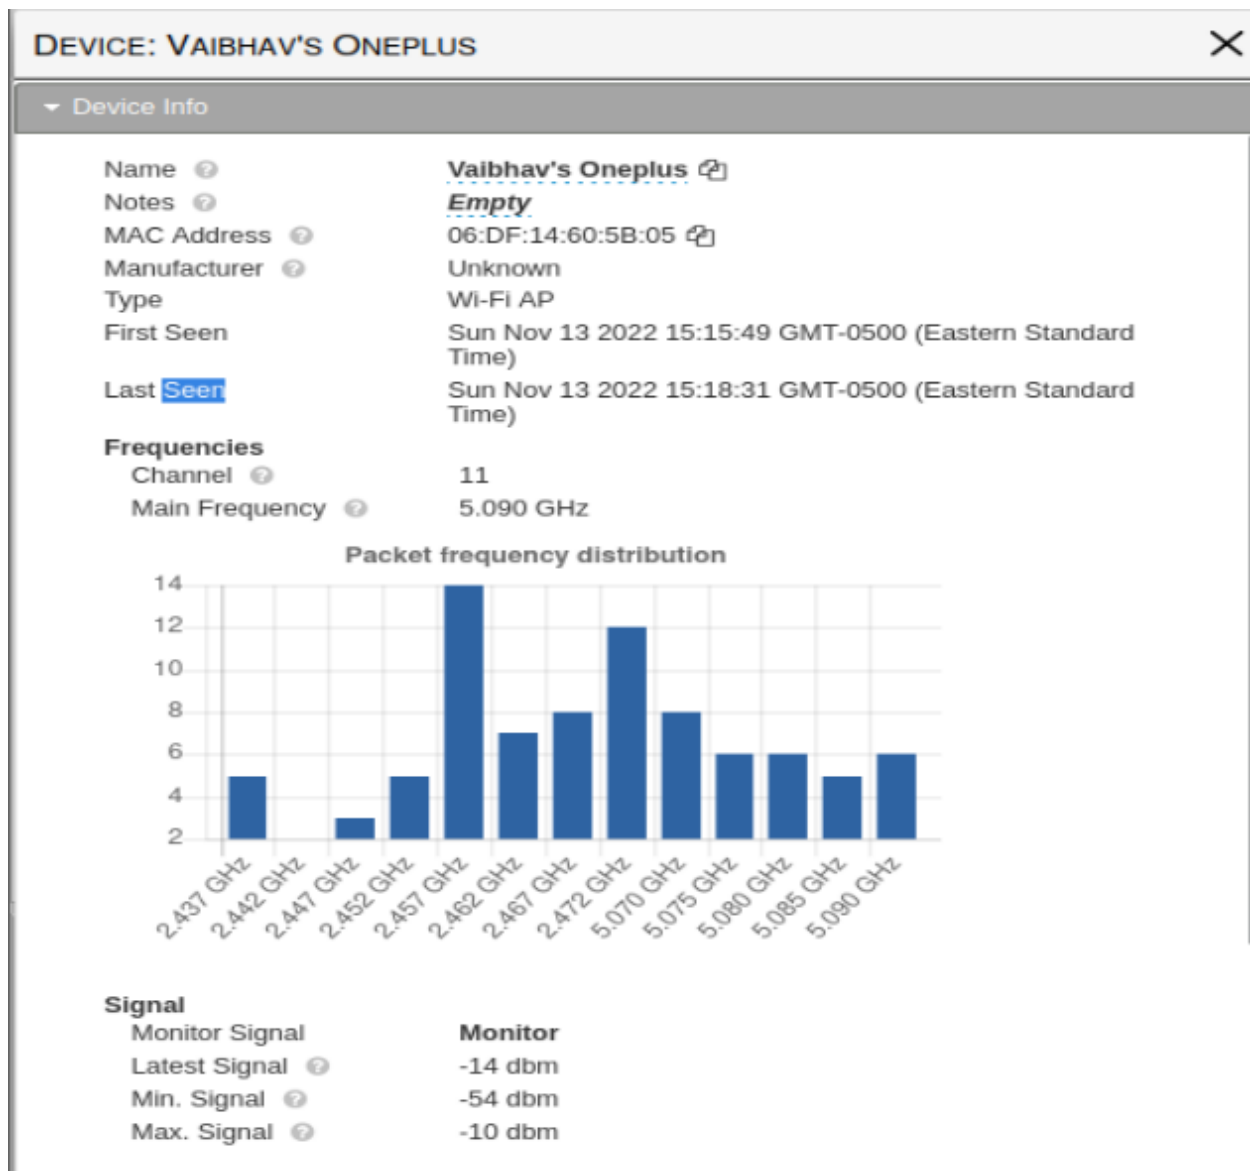 DEVICE: VAIBHAV'S ONEPLUS
Device Info
Name Vaibhav's Oneplus
Notes Empty
MAC Address 06:DF:14:60:5B:05
Manufacturer Unknown
Type Wi-Fi AP
First Seen Sun Nov 13 2022 15:15:49 GMT-0500 (Eastern Standard
Time)
Last Seen Sun Nov 13 2022 15:18:31 GMT-0500 (Eastern Standard
Time)
Frequencies
Channel 11
Main Frequency 5.090 GHz
Packet frequency distribution
14
12
10
8
6
4
2
2.437 GHz 2.442 GHz 2.447 GHz 2.452 GHz 2.457 GHz 2.462 GHz 2.467 GHz 2.472 GHz 5.070 GHz 5.075 GHz 5.080 GHz 5.085 GHz 5.090 GHz
Signal
Monitor Signal Monitor
Latest Signal -14 dbm
Min. Signal -54 dbm
Max. Signal -10 dbm